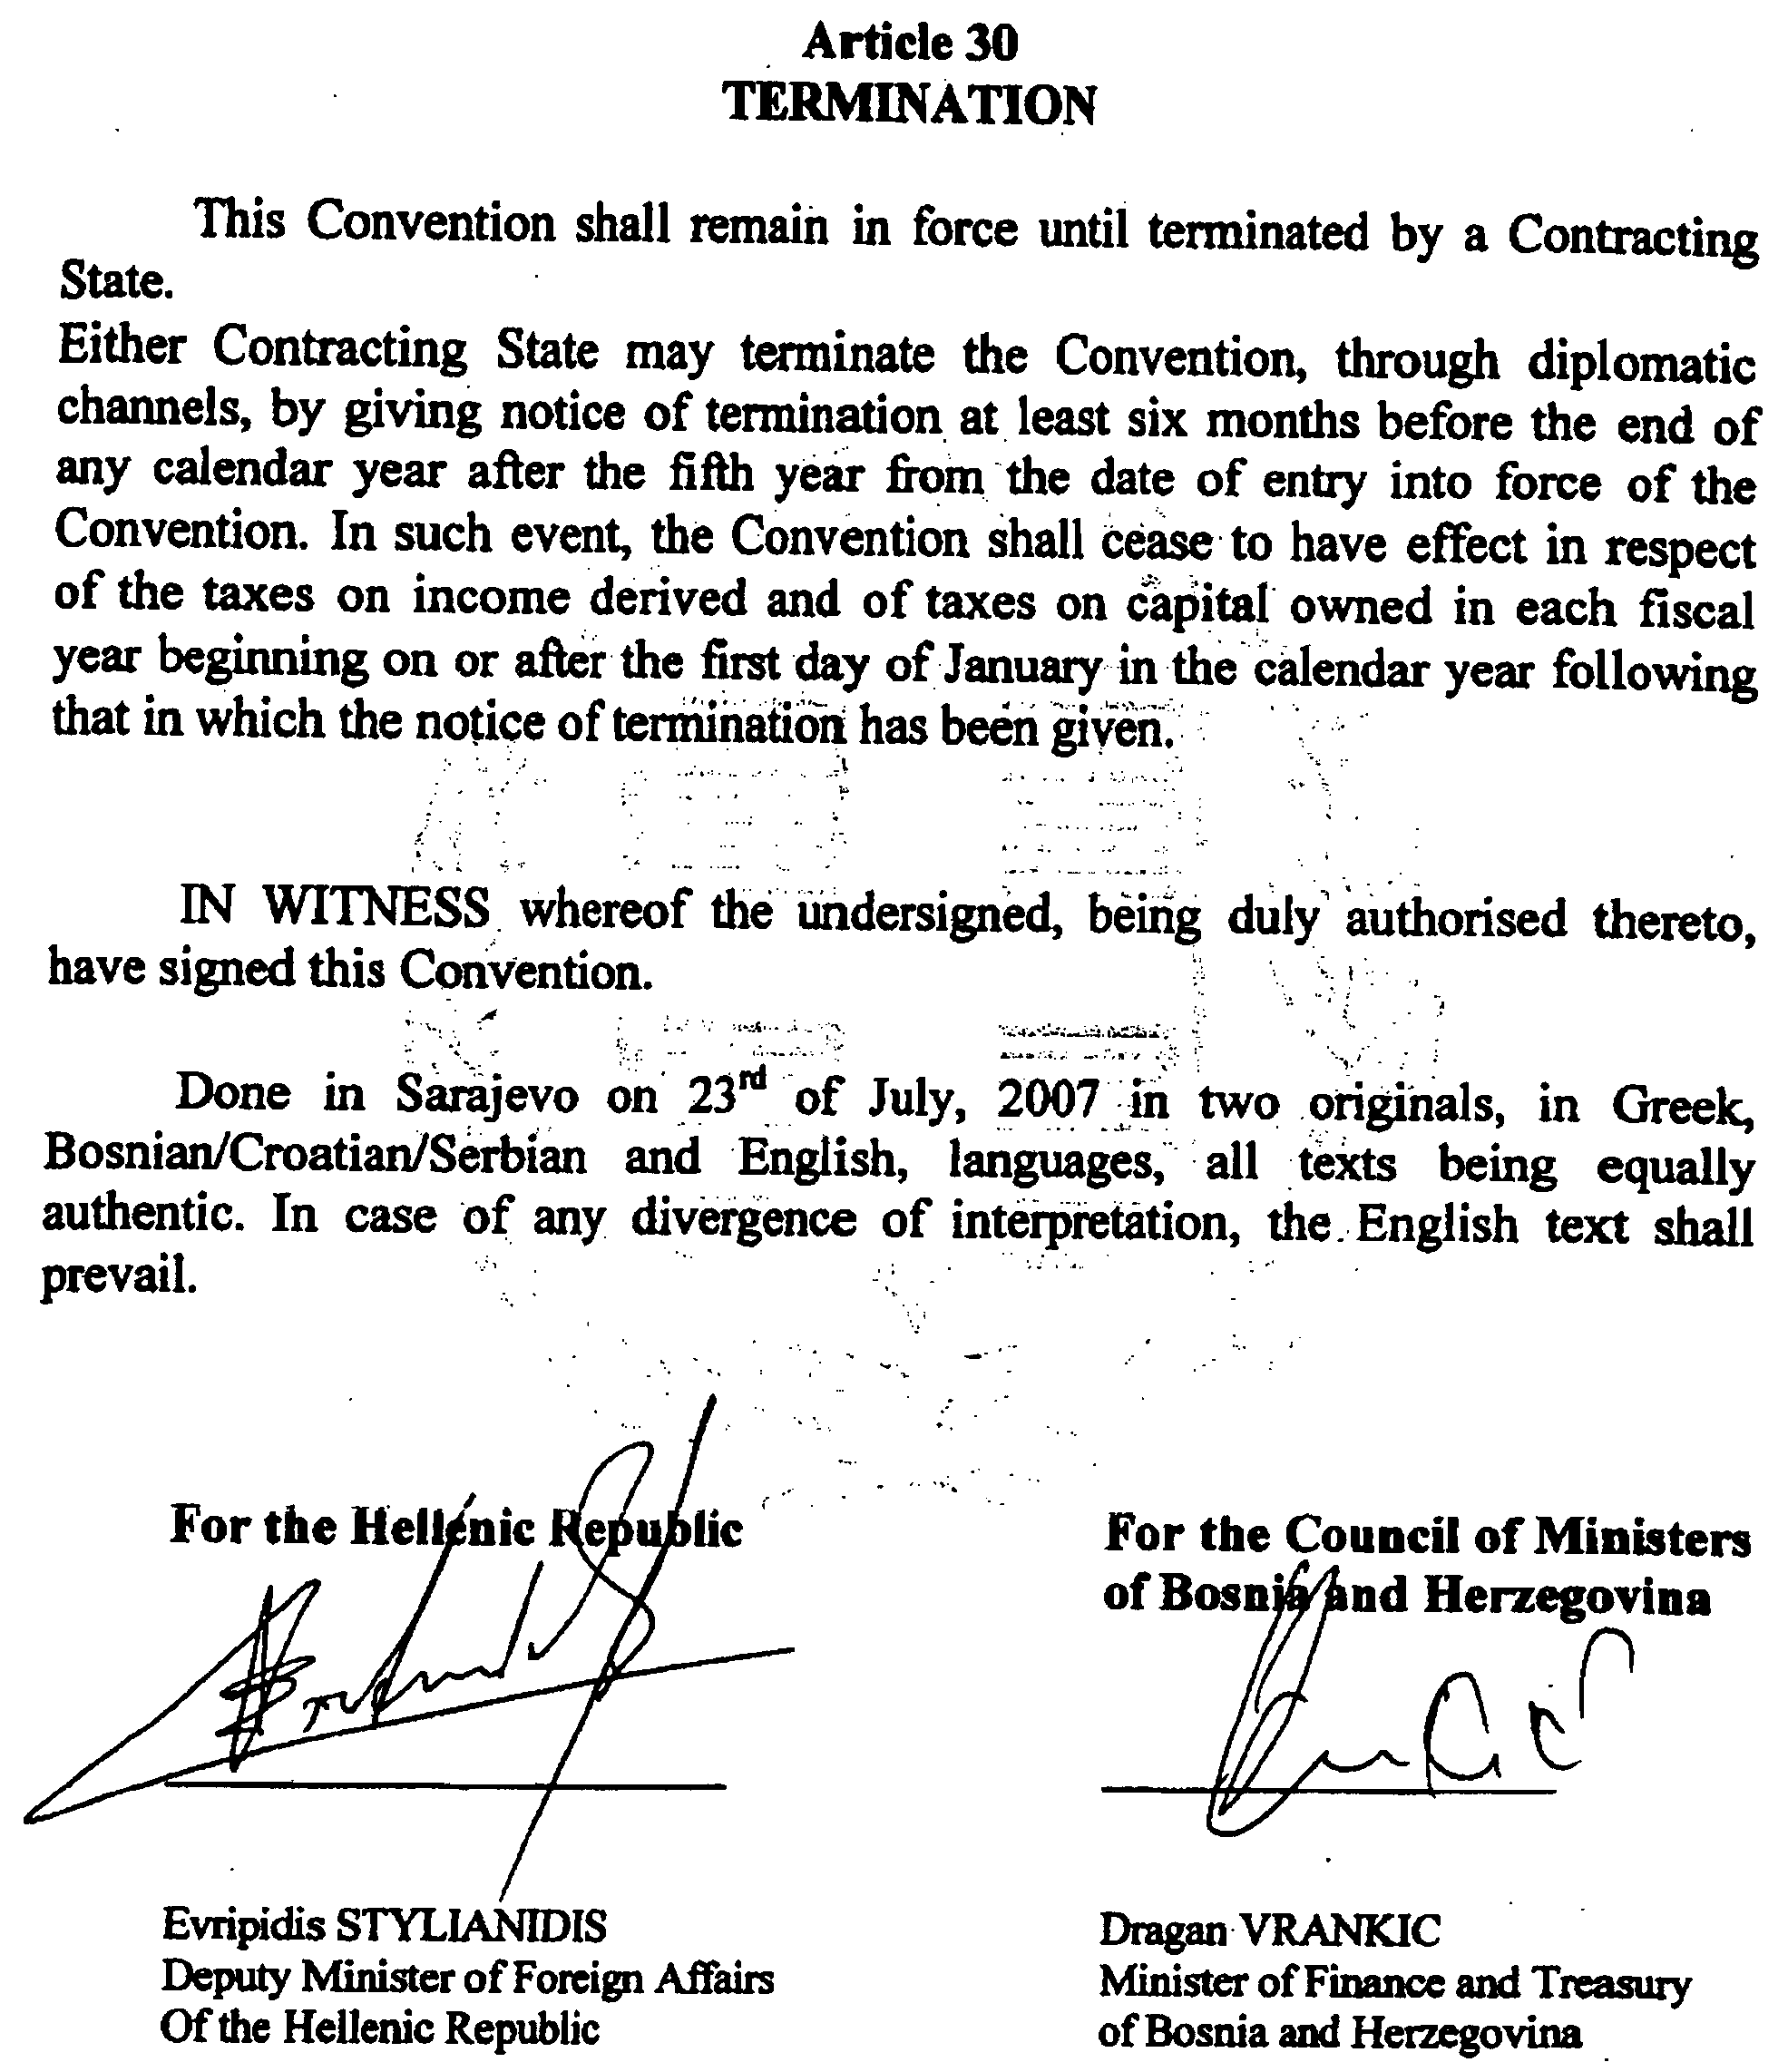 Article 30
TERMINATION
This Convention shall remain in force until terminated by a Contracting
State.
Either Contracting State may terminate the Convention, through diplomatic
channels, by giving notice of termination at least six months before the end of
any calendar year after the fifth year from the date of entry into force of the
Convention. In such event, the Convention shall cease to have effect in respect
of the taxes on income derived and of taxes on capital owned in each fiscal
year beginning on or after the first day of January in the calendar year following
that in which the notice of termination has been given.
IN WITNESS whereof the undersigned, being duly authorised thereto,
have signed this Convention.
Done in Sarajevo on 23rd of July, 2007 in two originals, in Greek,
Bosnian/Croatian/Serbian and English, languages, all texts being equally
authentic. In case of any divergence of interpretation, the English text shall
prevail.
For the Hellenic Republic
For the Council of Ministers
of Bosnia and Herzegovina
Evripidis STYLIANIDIS
Deputy Minister of Foreign Affairs
Of the Hellenic Republic
Dragan VRANKIC
Minister of Finance and Treasury
of Bosnia and Herzegovina